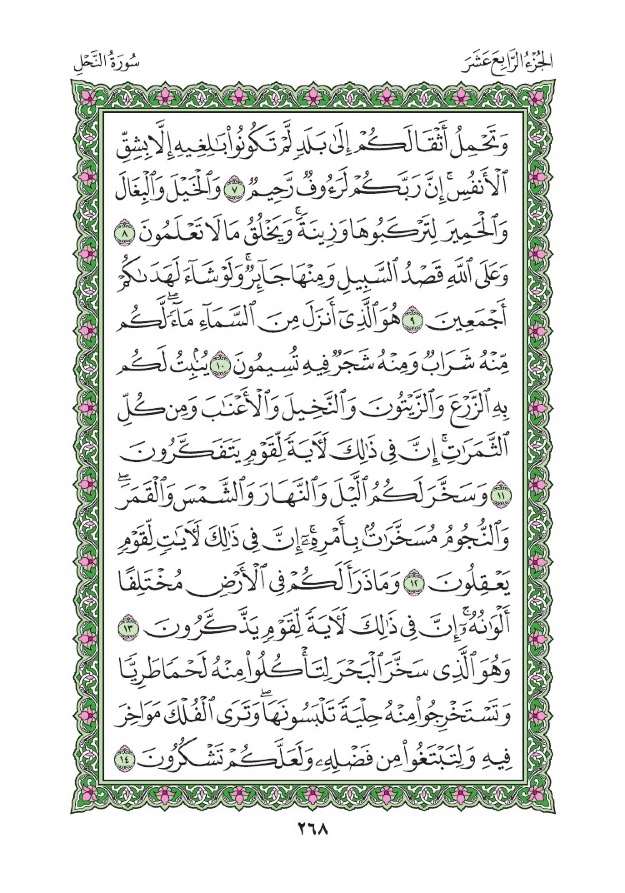 الجُزْءُ الرَّابِعَ عَشَرَ
سُورَةُ النَّحْلِ
وَتَحْمِلُ أَثْقَالَكُمْ إِلَىٰ بَلَدٍ لَّمْ تَكُونُوا۟ بَـٰلِغِيهِ إِلَّا بِشِقِّ
ٱلْأَنفُسِ ۚ إِنَّ رَبَّكُمْ لَرَءُوفٌ رَّحِيمٌ ٧ وَٱلْخَيْلَ وَٱلْبِغَالَ
وَٱلْحَمِيرَ لِتَرْكَبُوهَا وَزِينَةً ۚ وَيَخْلُقُ مَا لَا تَعْلَمُونَ ٨
وَعَلَى ٱللَّهِ قَصْدُ ٱلسَّبِيلِ وَمِنْهَا جَآئِرٌ ۚ وَلَوْ شَآءَ لَهَدَىٰكُمْ
أَجْمَعِينَ ٩ هُوَ ٱلَّذِىٓ أَنزَلَ مِنَ ٱلسَّمَآءِ مَآءً ۖ لَّكُم
مِّنْهُ شَرَابٌ وَمِنْهُ شَجَرٌ فِيهِ تُسِيمُونَ ١٠ يُنۢبِتُ لَكُم
بِهِ ٱلزَّرْعَ وَٱلزَّيْتُونَ وَٱلنَّخِيلَ وَٱلْأَعْنَـٰبَ وَمِن كُلِّ
ٱلثَّمَرَٰتِ ۗ إِنَّ فِى ذَٰلِكَ لَـَٔايَةً لِّقَوْمٍ يَتَفَكَّرُونَ
١١ وَسَخَّرَ لَكُمُ ٱلَّيْلَ وَٱلنَّهَارَ وَٱلشَّمْسَ وَٱلْقَمَرَ ۖ
وَٱلنُّجُومُ مُسَخَّرَٰتٌۢ بِأَمْرِهِۦٓ ۗ إِنَّ فِى ذَٰلِكَ لَـَٔايَـٰتٍ لِّقَوْمٍ
يَعْقِلُونَ ١٢ وَمَا ذَرَأَ لَكُمْ فِى ٱلْأَرْضِ مُخْتَلِفًا
أَلْوَٰنُهُۥٓ ۗ إِنَّ فِى ذَٰلِكَ لَـَٔايَةً لِّقَوْمٍ يَذَّكَّرُونَ ١٣
وَهُوَ ٱلَّذِى سَخَّرَ ٱلْبَحْرَ لِتَأْكُلُوا۟ مِنْهُ لَحْمًا طَرِيًّا
وَتَسْتَخْرِجُوا۟ مِنْهُ حِلْيَةً تَلْبَسُونَهَا ۖ وَتَرَى ٱلْفُلْكَ مَوَاخِرَ
فِيهِ وَلِتَبْتَغُوا۟ مِن فَضْلِهِۦ وَلَعَلَّكُمْ تَشْكُرُونَ ١٤
٢٦٨